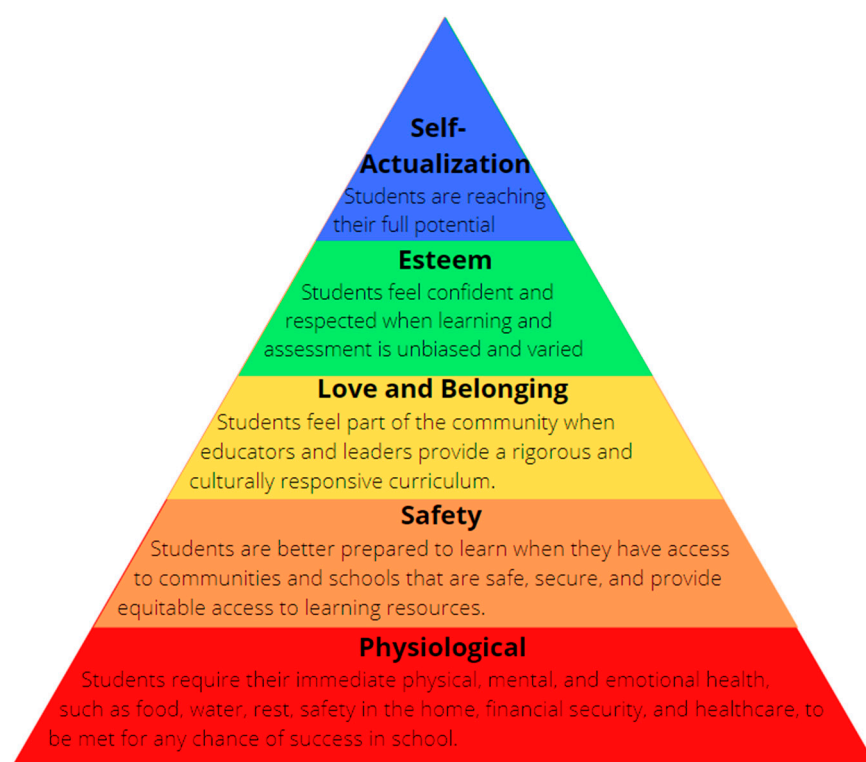 Self-
Actualization
Students are reaching
their full potential
Esteem
Students feel confident and
respected when learning and
assessment is unbiased and varied
Love and Belonging
Students feel part of the community when
educators and leaders provide a rigorous and
culturally responsive curriculum.
Safety
Students are better prepared to learn when they have access
to communities and schools that are safe, secure, and provide
equitable access to learning resources.
Physiological
Students require their immediate physical, mental, and emotional health,
such as food, water, rest, safety in the home, financial security, and healthcare, to
be met for any chance of success in school.